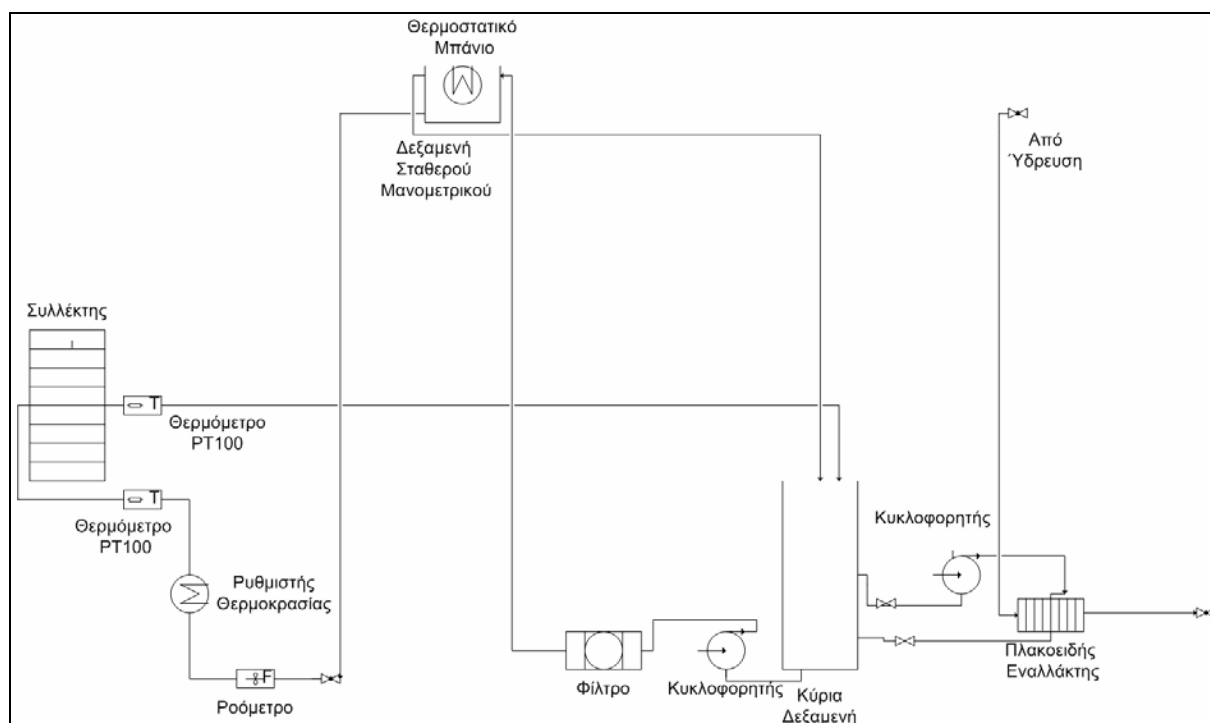 Θερμοστατικό
Μπάνιο
Δεξαμενή
Σταθερού
Μανομετρικού
Από
Ύδρευση
Συλλέκτης
T
Θερμόμετρο
PT100
T
Θερμόμετρο
PT100
Κυκλοφορητής
Ρυθμιστής
Θερμοκρασίας
F
Ροόμετρο
Φίλτρο
Κυκλοφορητής
Κύρια
Δεξαμενή
Πλακοειδής
Εναλλάκτης